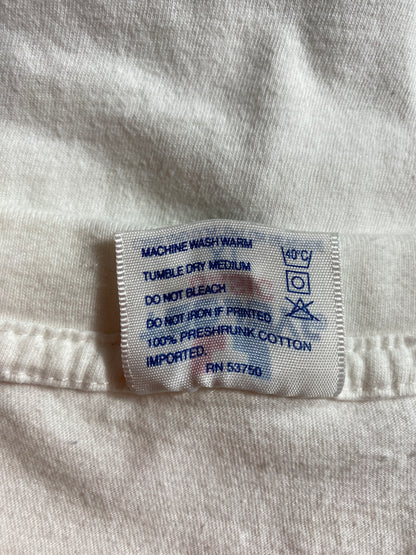 MACHINE WASH WARM
40°C
TUMBLE DRY MEDIUM
DO NOT BLEACH
DO NOT IRON IF PRINTED
100% PRESHRUNK COTTON
IMPORTED.
RN 53750